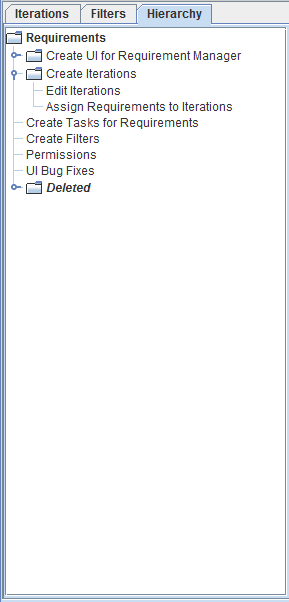 Iterations Filters Hierarchy
Requirements
Create UI for Requirement Manager
Create Iterations
Edit Iterations
Assign Requirements to Iterations
Create Tasks for Requirements
Create Filters
Permissions
UI Bug Fixes
Deleted